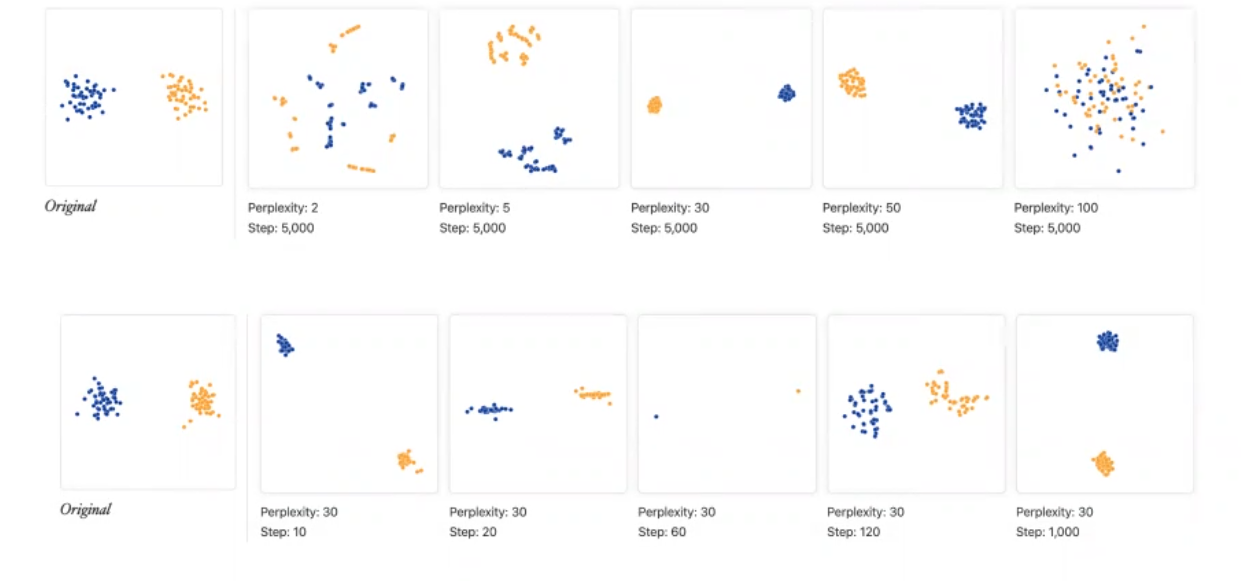 Original
Perplexity: 2
Step: 5,000
Perplexity: 5
Step: 5,000
Perplexity: 30
Step: 5,000
Perplexity: 50
Step: 5,000
Perplexity: 100
Step: 5,000
Original
Perplexity: 30
Step: 10
Perplexity: 30
Step: 20
Perplexity: 30
Step: 60
Perplexity: 30
Step: 120
Perplexity: 30
Step: 1,000